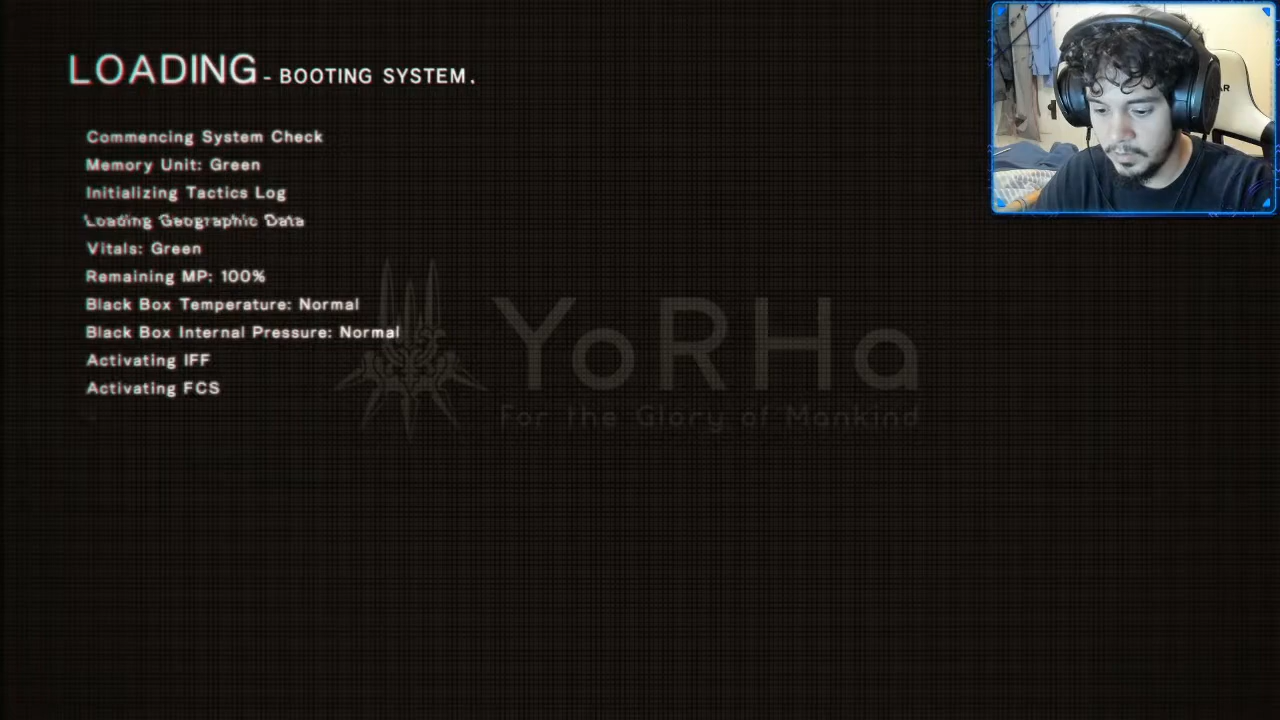 LOADING - BOOTING SYSTEM.
Commencing System Check
Memory Unit: Green
Initializing Tactics Log
Loading Geographic Data
Vitals: Green
Remaining MP: 100%
Black Box Temperature: Normal
Black Box Internal Pressure: Normal
Activating IFF
Activating FCS
YoRHa
For the Glory of Mankind
AR